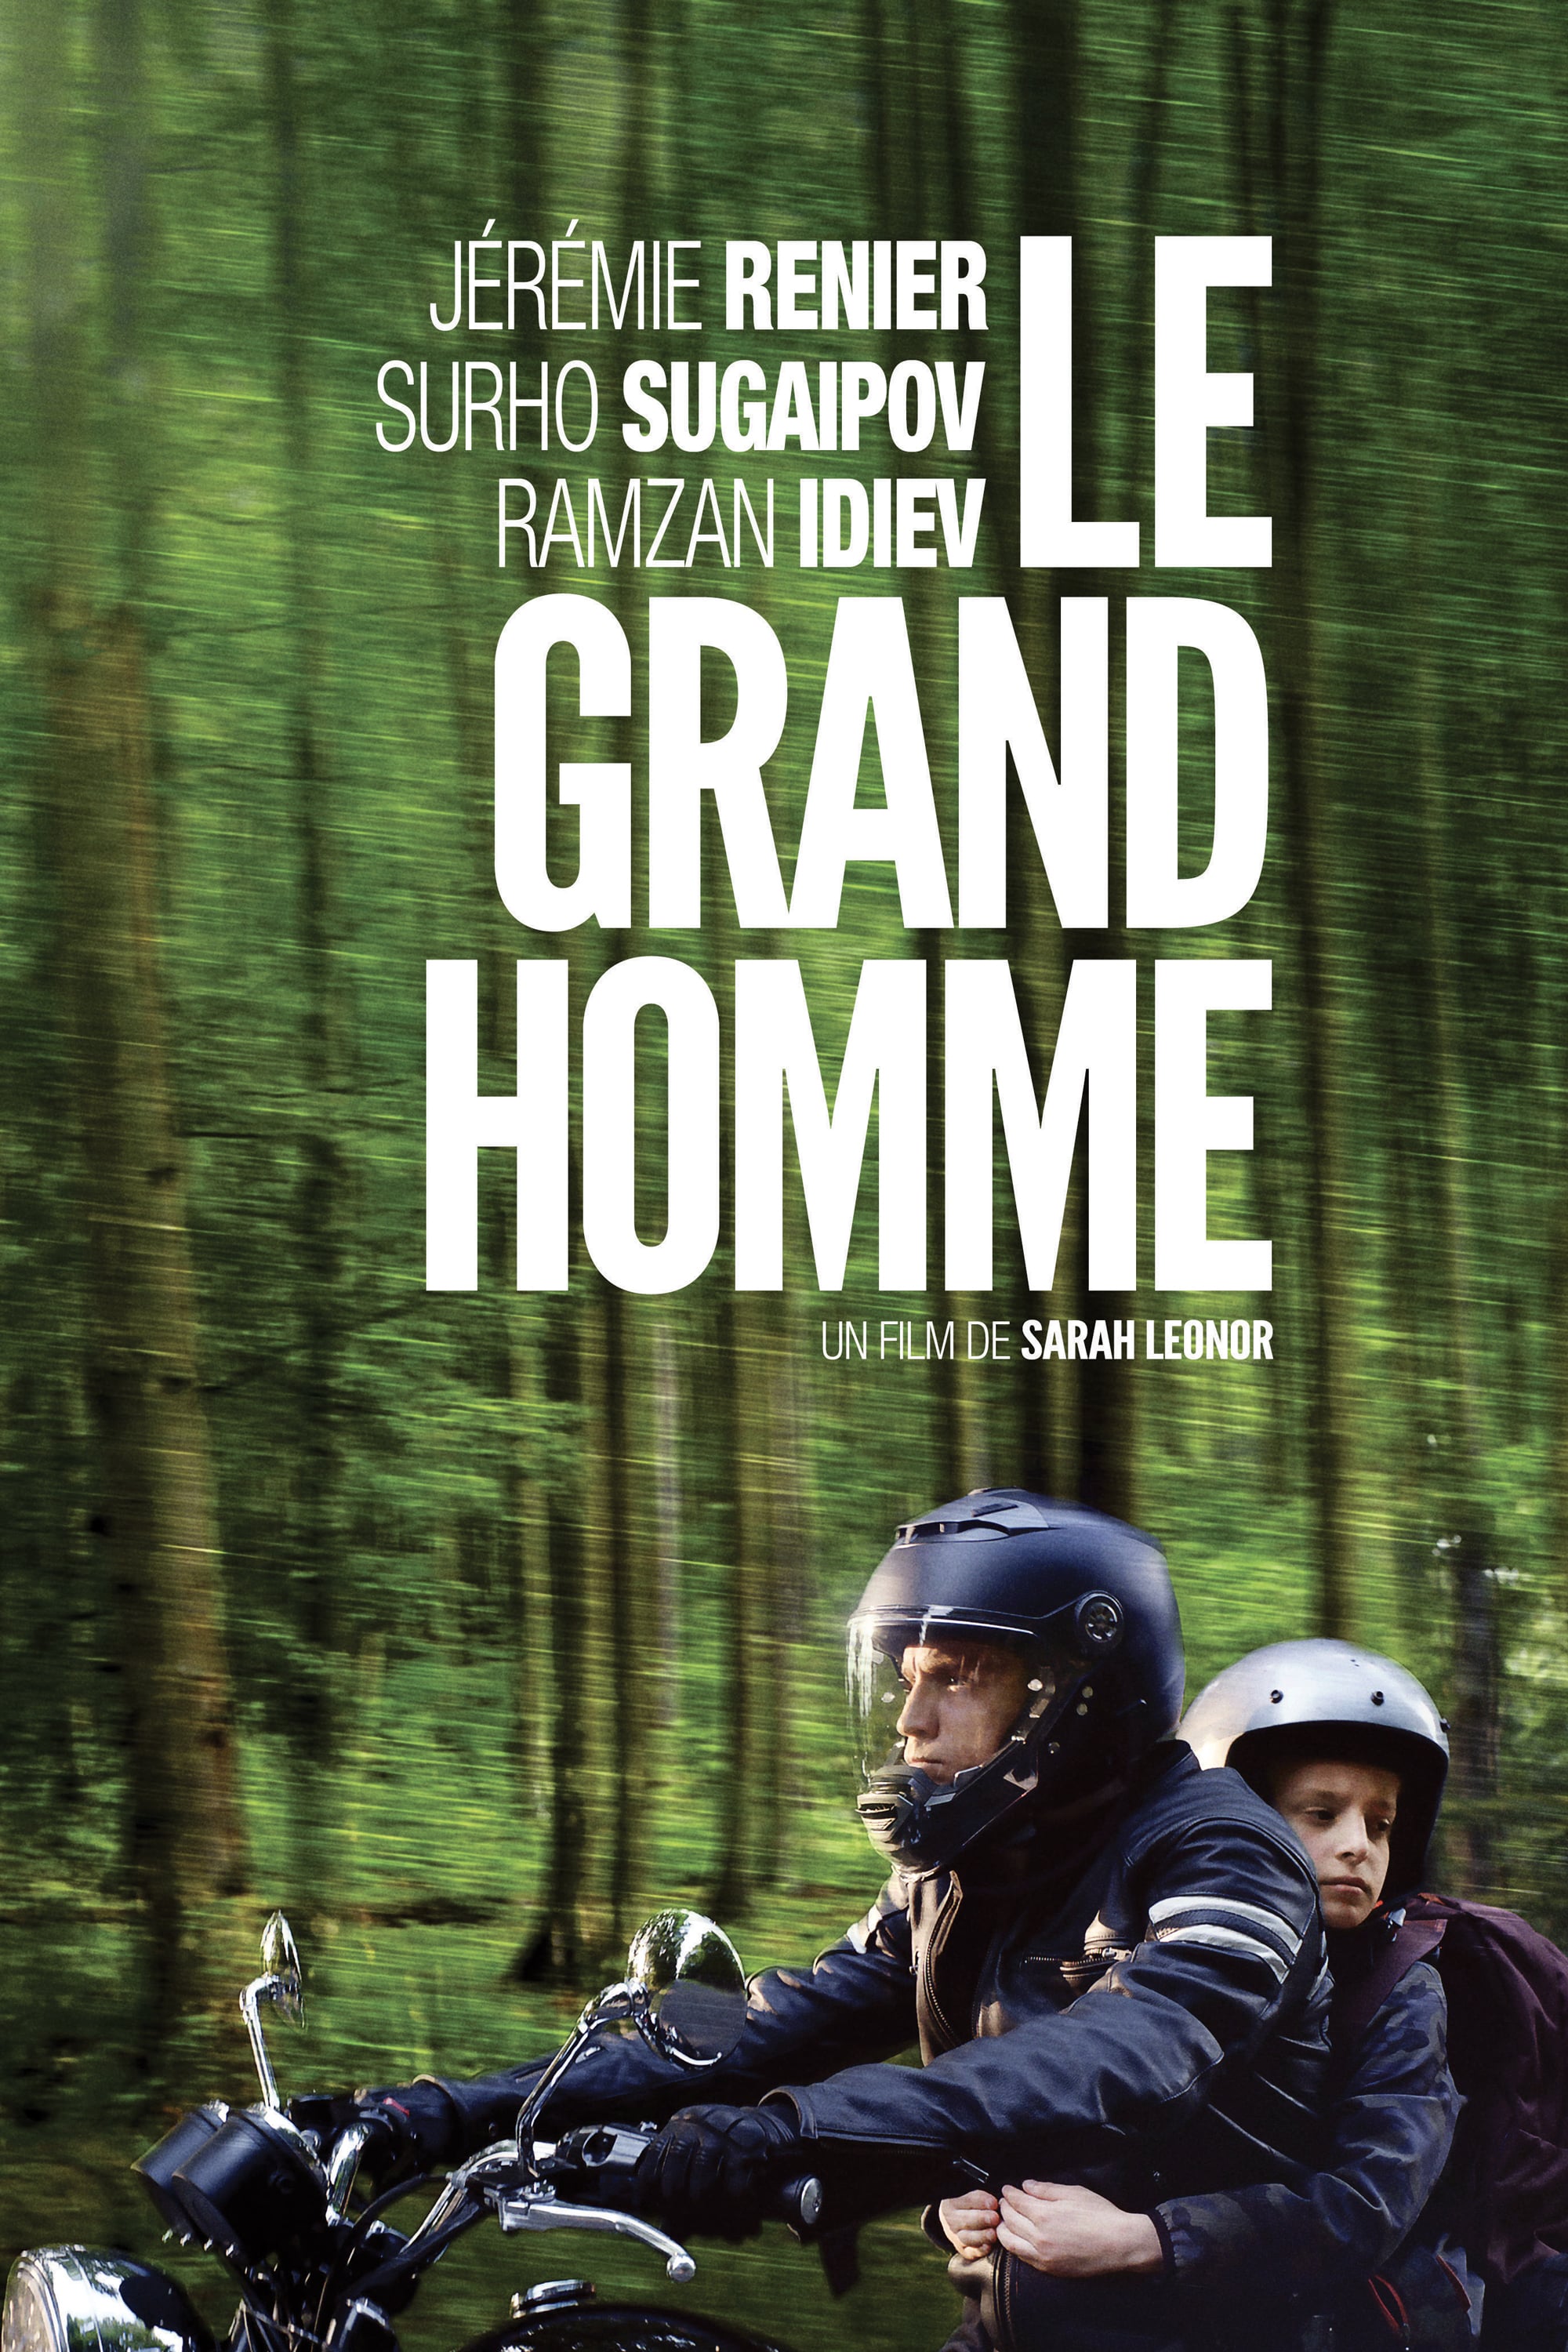 JÉRÉMIE RENIER
SURHO SUGAIPOV
RAMZAN IDIEV
LE
GRAND
HOMME
UN FILM DE SARAH LEONOR